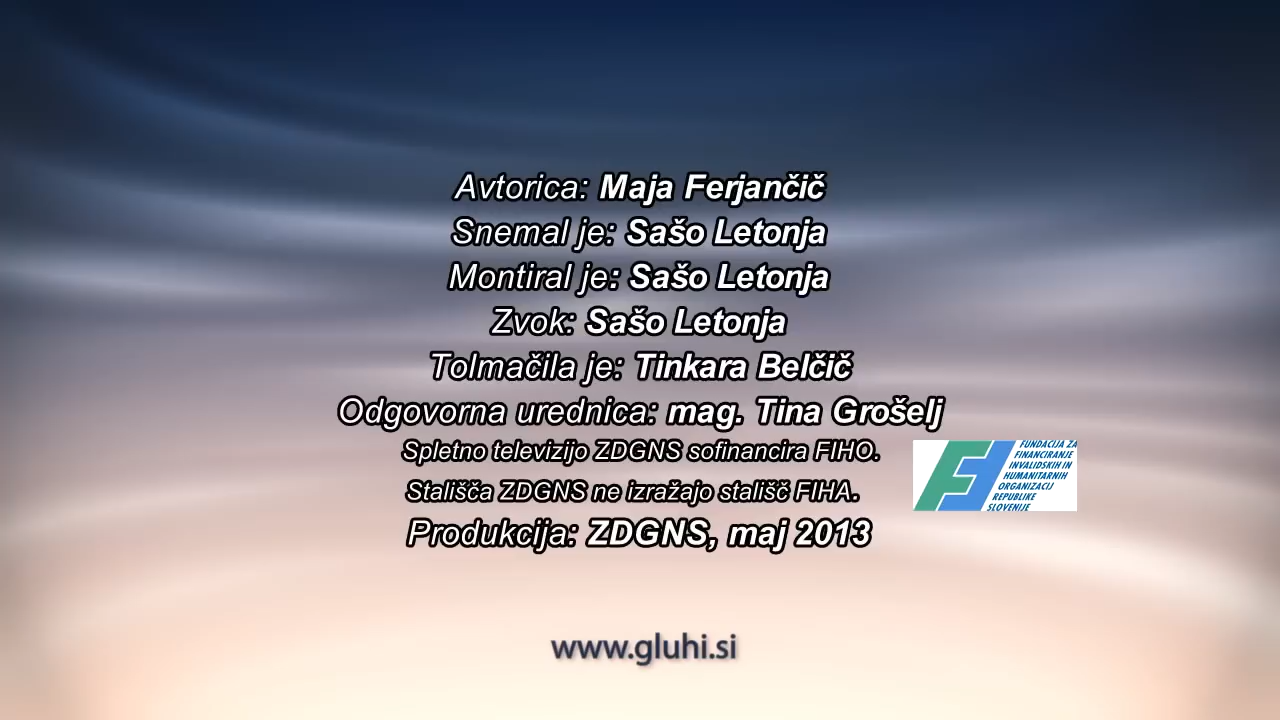 Avtorica: Maja Ferjančič
Snemal je: Sašo Letonja
Montiral je: Sašo Letonja
Zvok: Sašo Letonja
Tolmačila je: Tinkara Belčič
Odgovorna urednica: mag. Tina Grošelj
Spletno televizijo ZDGNS sofinancira FIHO.
Stališča ZDGNS ne izražajo stališč FIHA.
FUNDACIJA ZA
FINANCIRANJE
INVALIDSKIH IN
HUMANITARNIH
ORGANIZACIJ
REPUBLIKE
SLOVENIJE
Produkcija: ZDGNS, maj 2013
www.gluhi.si